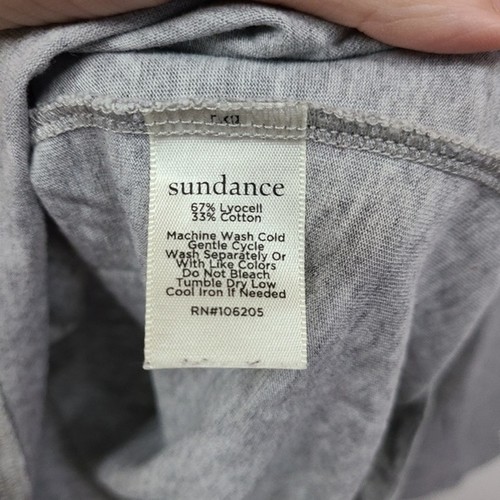 sundance
67% Lyocell
33% Cotton
Machine Wash Cold
Gentle Cycle
Wash Separately Or
With Like Colors
Do Not Bleach
Tumble Dry Low
Cool Iron If Needed
RN#106205